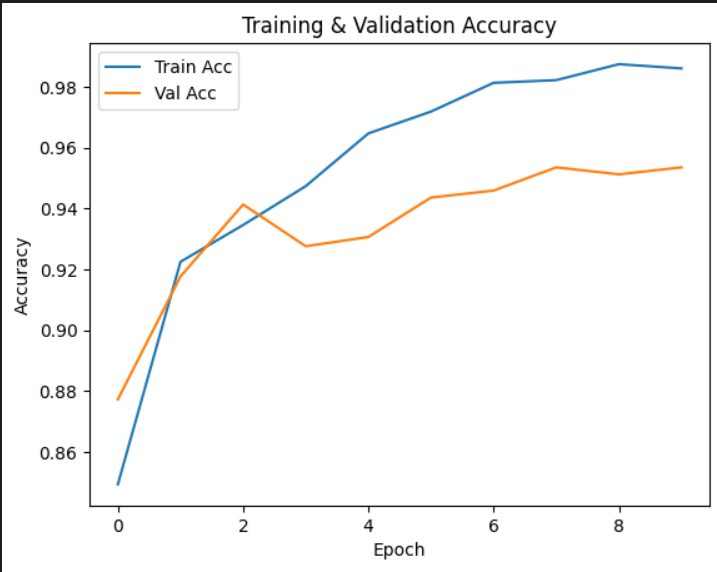 Training & Validation Accuracy
Train Acc
Val Acc
0.98
0.96
0.94
0.92
0.90
0.88
0.86
Accuracy
0 2 4 6 8
Epoch